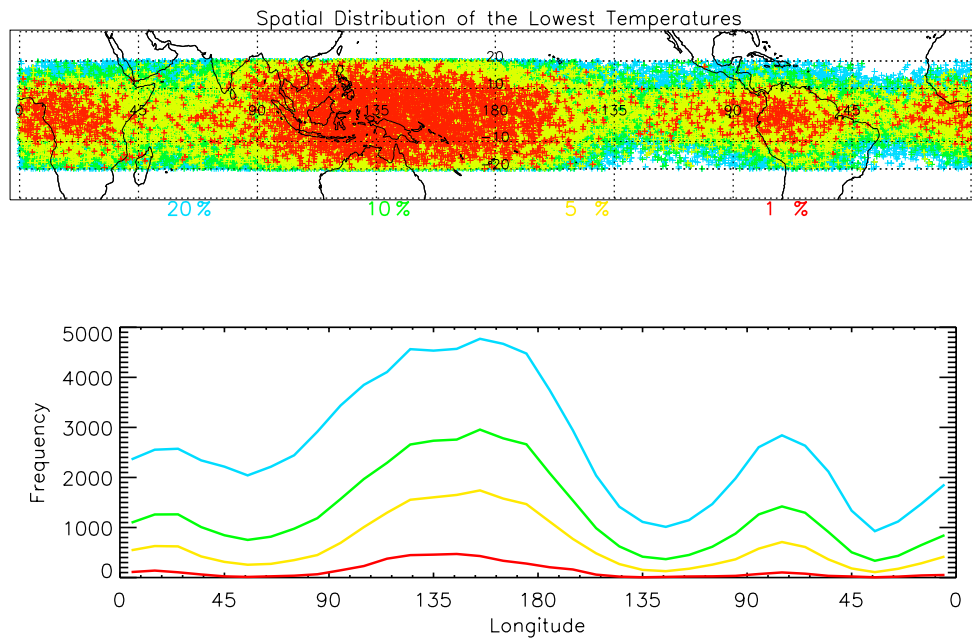 Spatial Distribution of the Lowest Temperatures
20
10
0 45 90 135 180 135 90 45
-10
-20
20% 10% 5 % 1 %
5000
4000
3000
2000
1000
0
Frequency
0 45 90 135 180 135 90 45 0
Longitude